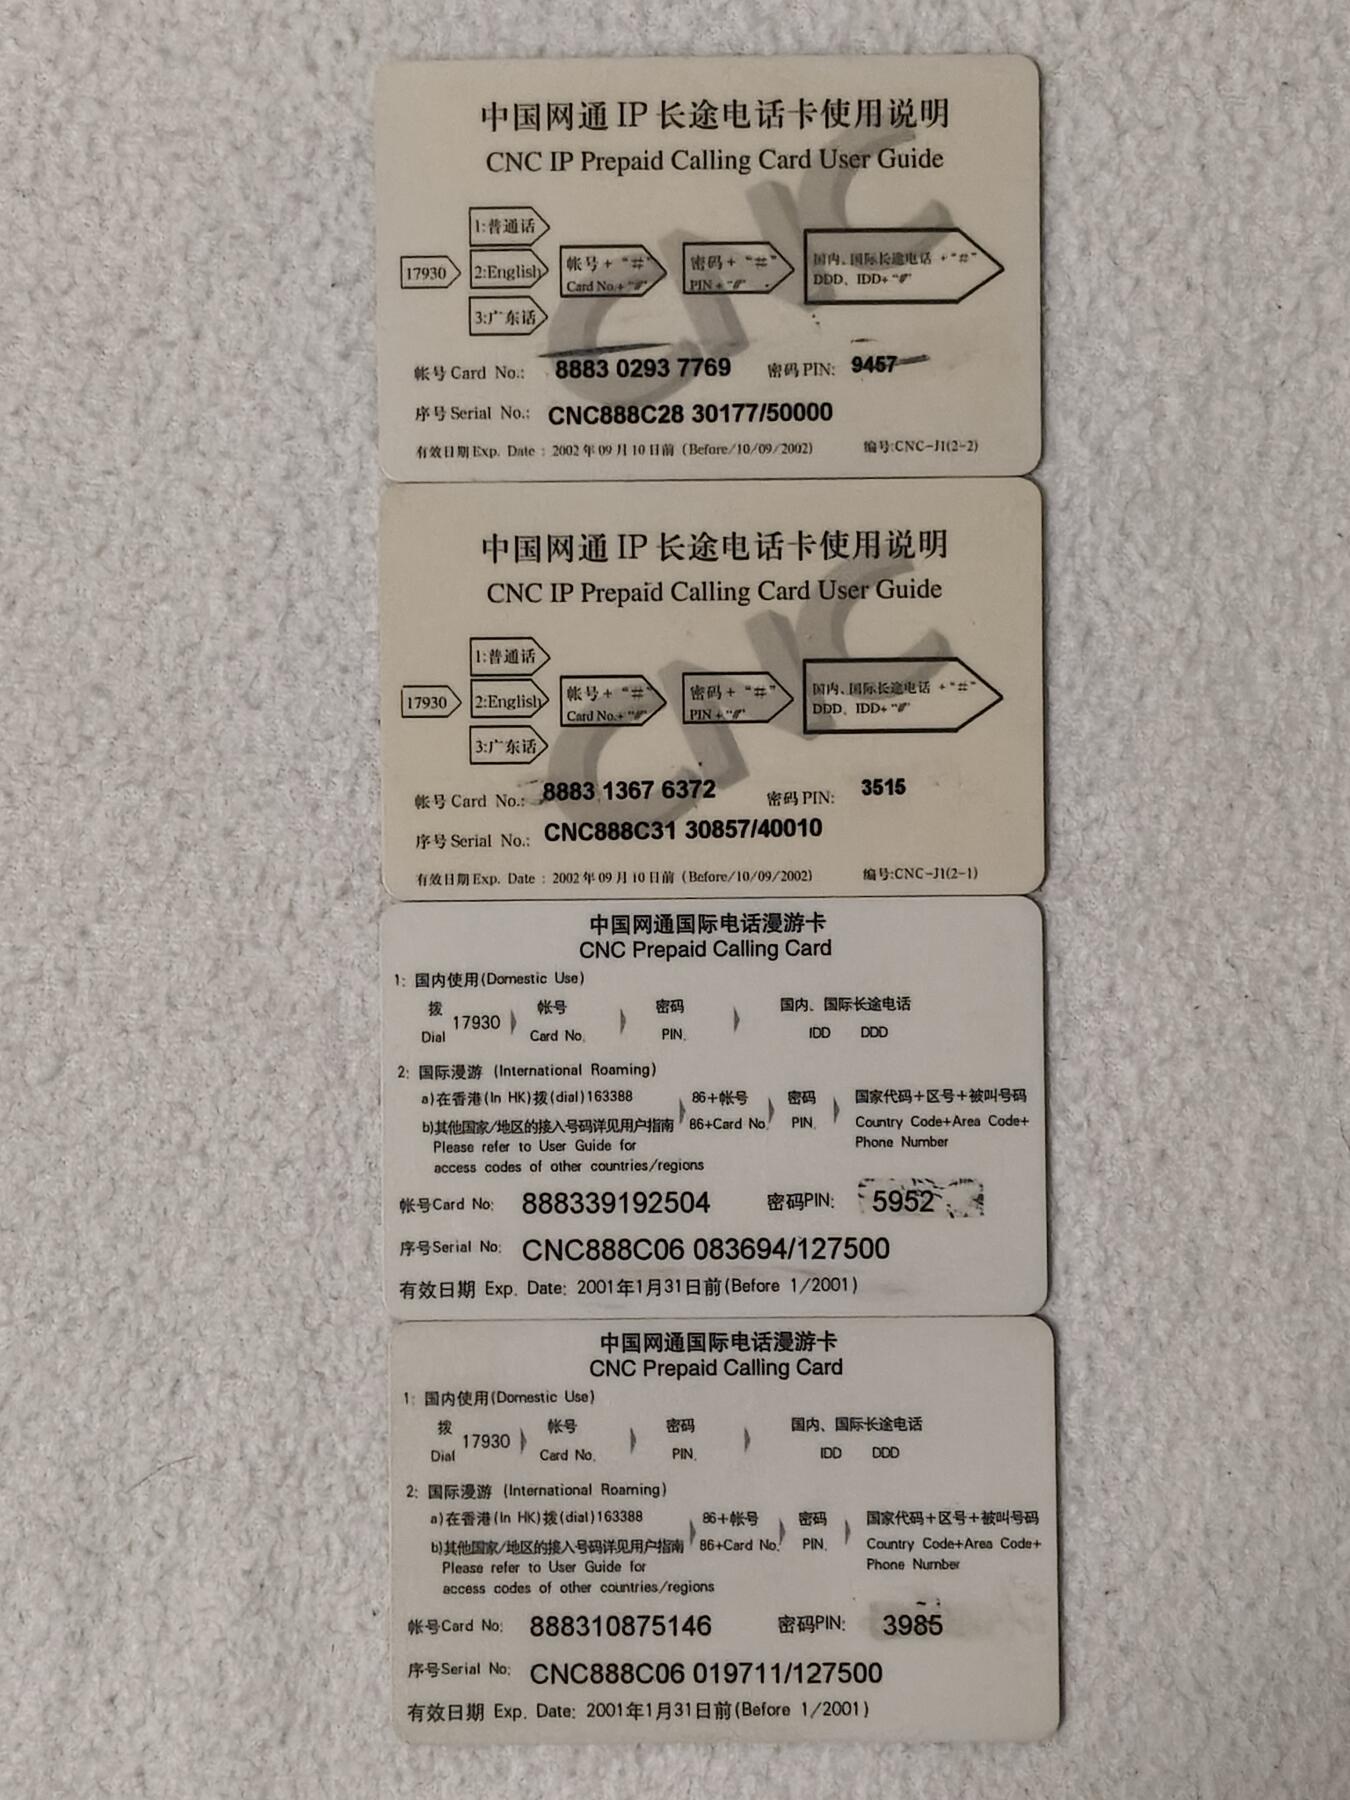 中国网通 IP 长途电话卡使用说明
CNC IP Prepaid Calling Card User Guide
1:普通话
17930 2:English 帐号 + "#" 密码 + "#" 国内、国际长途电话 + "#"
Card No.+ "#" PIN + "#" DDD、IDD+ "#"
3:广东话
帐号 Card No.: 8883 0293 7769 密码 PIN: 9457
序号 Serial No.: CNC888C28 30177/50000
有效日期 Exp. Date : 2002 年 09 月 10 日前 (Before/10/09/2002) 编号:CNC-J1(2-2)
CNC
中国网通 IP 长途电话卡使用说明
CNC IP Prepaid Calling Card User Guide
1:普通话
17930 2:English 帐号 + "#" 密码 + "#" 国内、国际长途电话 + "#"
Card No.+ "#" PIN + "#" DDD、IDD+ "#"
3:广东话
帐号 Card No.: 8883 1367 6372 密码 PIN: 3515
序号 Serial No.: CNC888C31 30857/40010
有效日期 Exp. Date : 2002 年 09 月 10 日前 (Before/10/09/2002) 编号:CNC-J1(2-1)
CNC
中国网通国际电话漫游卡
CNC Prepaid Calling Card
1: 国内使用(Domestic Use)
拨 帐号 密码 国内、国际长途电话
Dial 17930 Card No. PIN. IDD DDD
2: 国际漫游 (International Roaming)
a)在香港(In HK)拨(dial)163388 86+帐号 密码 国家代码+区号+被叫号码
b)其他国家/地区的接入号码详见用户指南 86+Card No. PIN. Country Code+Area Code+
Please refer to User Guide for Phone Number
access codes of other countries/regions
帐号Card No: 888339192504 密码PIN: 5952
序号Serial No: CNC888C06 083694/127500
有效日期 Exp. Date: 2001年1月31日前(Before 1/2001)
中国网通国际电话漫游卡
CNC Prepaid Calling Card
1: 国内使用(Domestic Use)
拨 帐号 密码 国内、国际长途电话
Dial 17930 Card No. PIN. IDD DDD
2: 国际漫游 (International Roaming)
a)在香港(In HK)拨(dial)163388 86+帐号 密码 国家代码+区号+被叫号码
b)其他国家/地区的接入号码详见用户指南 86+Card No. PIN. Country Code+Area Code+
Please refer to User Guide for Phone Number
access codes of other countries/regions
帐号Card No: 888310875146 密码PIN: 3985
序号Serial No: CNC888C06 019711/127500
有效日期 Exp. Date: 2001年1月31日前(Before 1/2001)